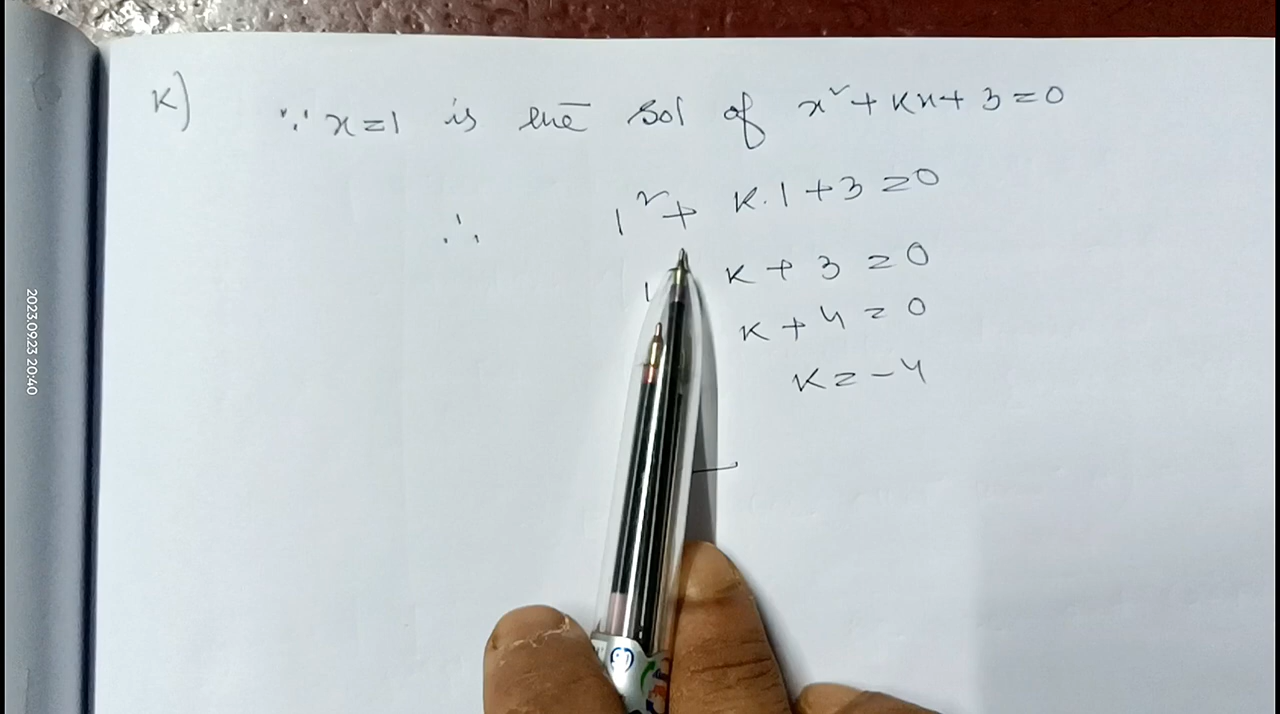 K) ∵ x=1 is the sol of x² + Kx + 3 = 0
∴ 1² + K.1 + 3 = 0
1 K + 3 = 0
K + 4 = 0
K = -4
2023.09.23 20:40